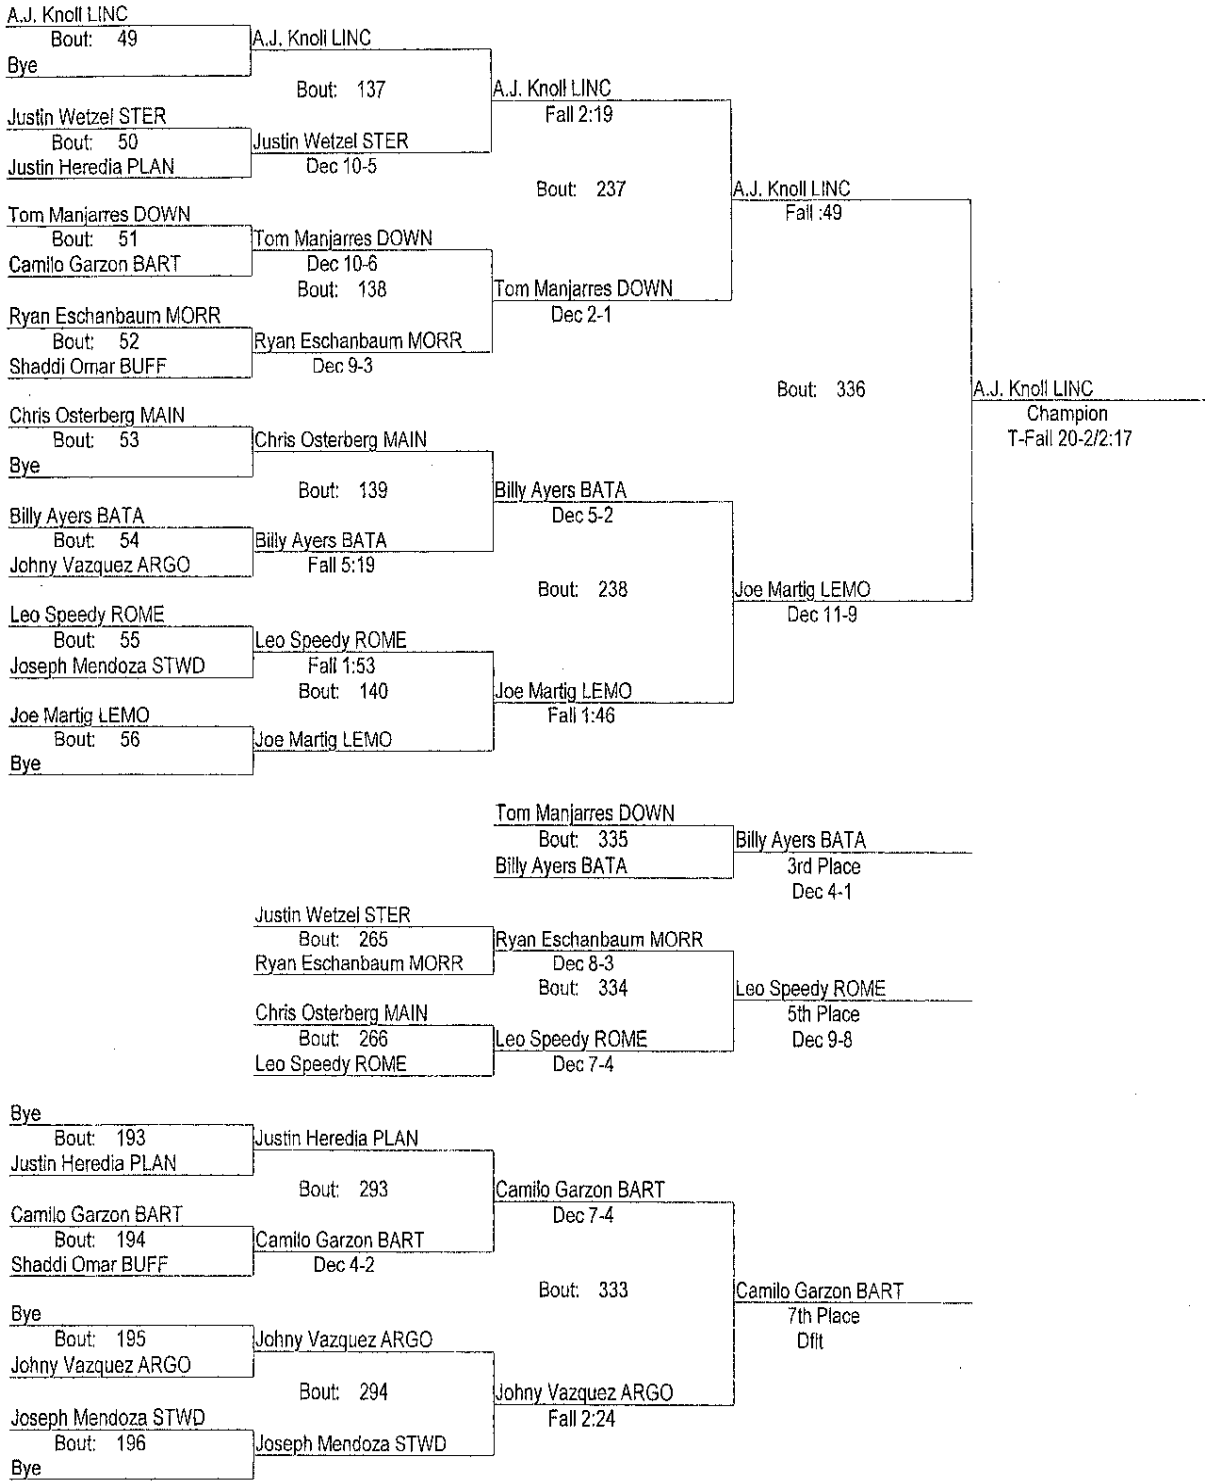 A.J. Knoll LINC
Bout: 49
Bye
A.J. Knoll LINC
Bout: 137
Justin Wetzel STER
Bout: 50
Justin Heredia PLAN
Justin Wetzel STER
Dec 10-5
A.J. Knoll LINC
Fall 2:19
Bout: 237
Tom Manjarres DOWN
Bout: 51
Camilo Garzon BART
Tom Manjarres DOWN
Dec 10-6
Bout: 138
Ryan Eschanbaum MORR
Bout: 52
Shaddi Omar BUFF
Ryan Eschanbaum MORR
Dec 9-3
Tom Manjarres DOWN
Dec 2-1
A.J. Knoll LINC
Fall :49
Bout: 336
A.J. Knoll LINC
Champion
T-Fall 20-2/2:17
Chris Osterberg MAIN
Bout: 53
Bye
Chris Osterberg MAIN
Bout: 139
Billy Ayers BATA
Bout: 54
Johny Vazquez ARGO
Billy Ayers BATA
Fall 5:19
Billy Ayers BATA
Dec 5-2
Bout: 238
Leo Speedy ROME
Bout: 55
Joseph Mendoza STWD
Leo Speedy ROME
Fall 1:53
Bout: 140
Joe Martig LEMO
Bout: 56
Bye
Joe Martig LEMO
Joe Martig LEMO
Fall 1:46
Joe Martig LEMO
Dec 11-9
Tom Manjarres DOWN
Bout: 335
Billy Ayers BATA
Billy Ayers BATA
3rd Place
Dec 4-1
Justin Wetzel STER
Bout: 265
Ryan Eschanbaum MORR
Ryan Eschanbaum MORR
Dec 8-3
Bout: 334
Chris Osterberg MAIN
Bout: 266
Leo Speedy ROME
Leo Speedy ROME
Dec 7-4
Leo Speedy ROME
5th Place
Dec 9-8
Bye
Bout: 193
Justin Heredia PLAN
Justin Heredia PLAN
Bout: 293
Camilo Garzon BART
Bout: 194
Shaddi Omar BUFF
Camilo Garzon BART
Dec 4-2
Camilo Garzon BART
Dec 7-4
Bout: 333
Bye
Bout: 195
Johny Vazquez ARGO
Johny Vazquez ARGO
Bout: 294
Joseph Mendoza STWD
Bout: 196
Bye
Joseph Mendoza STWD
Johny Vazquez ARGO
Fall 2:24
Camilo Garzon BART
7th Place
Dflt